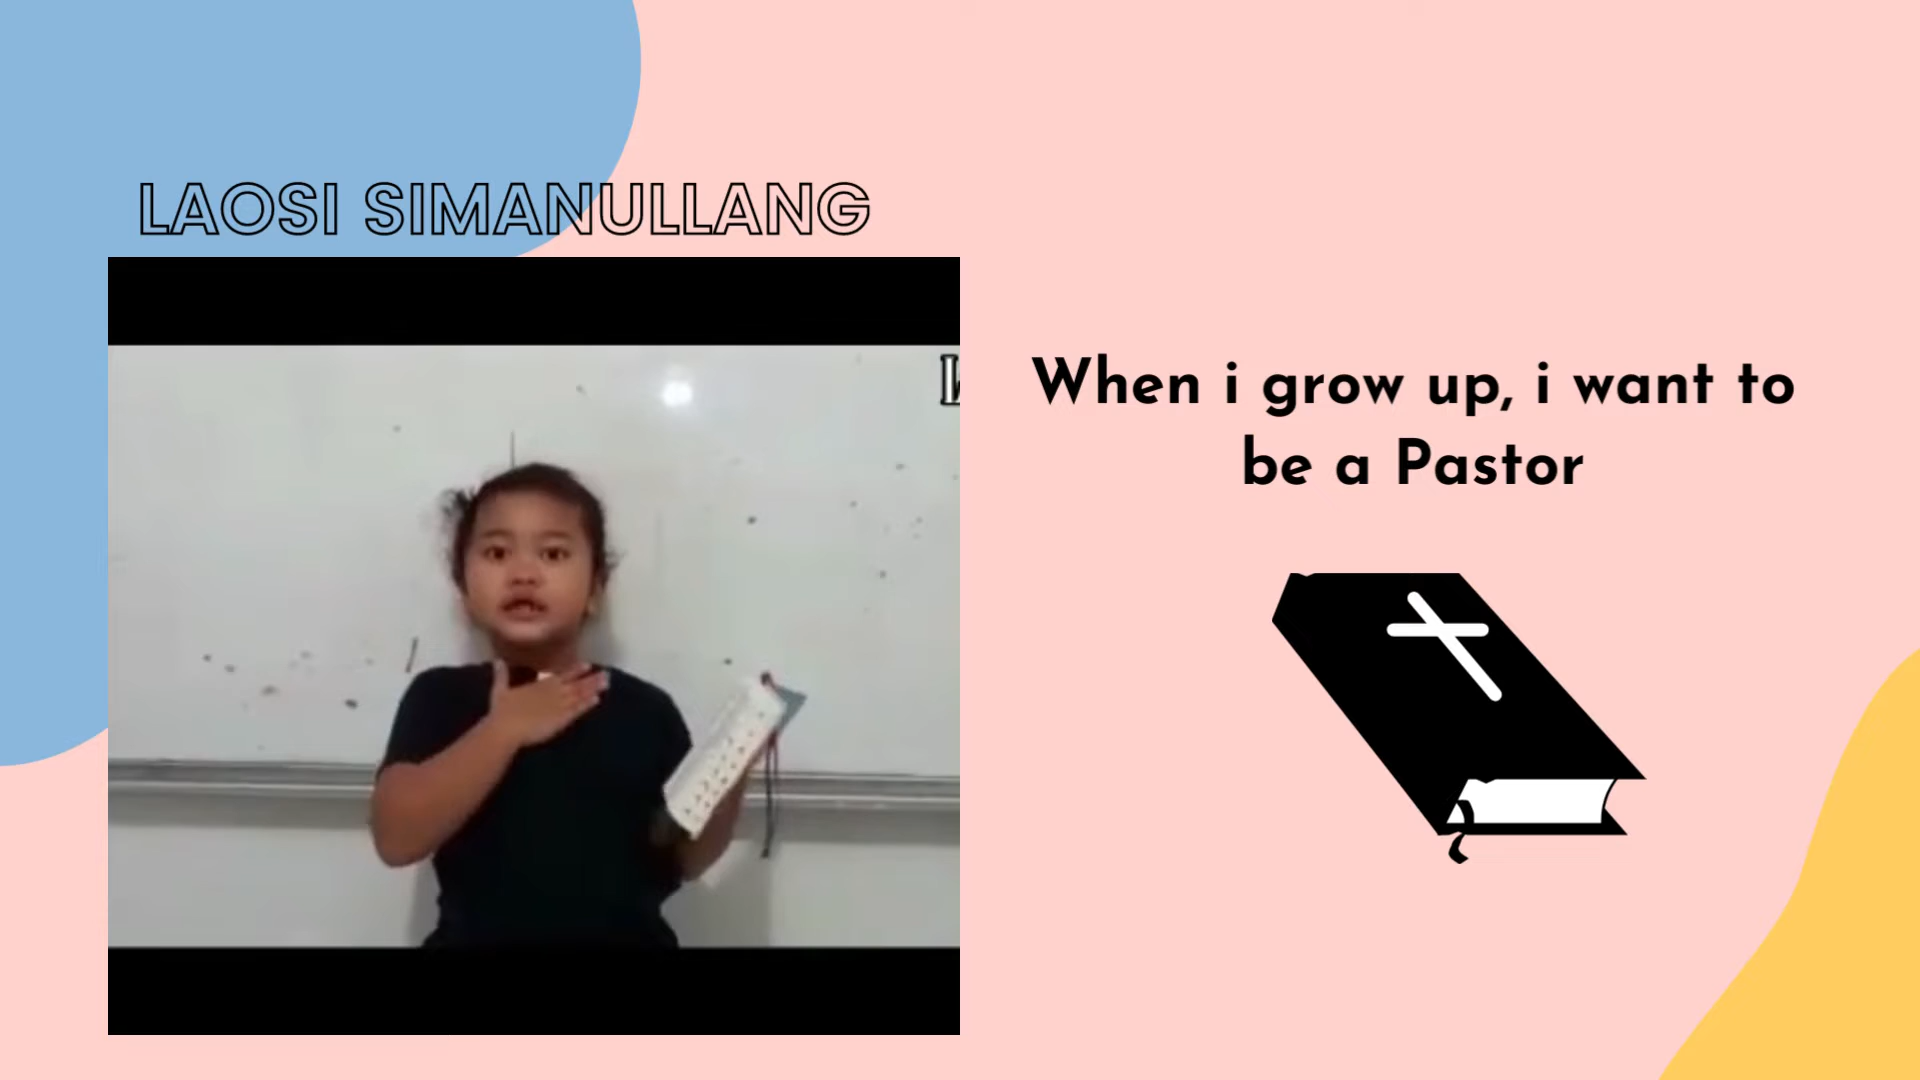 LAOSI SIMANULLANG
When i grow up, i want to
be a Pastor